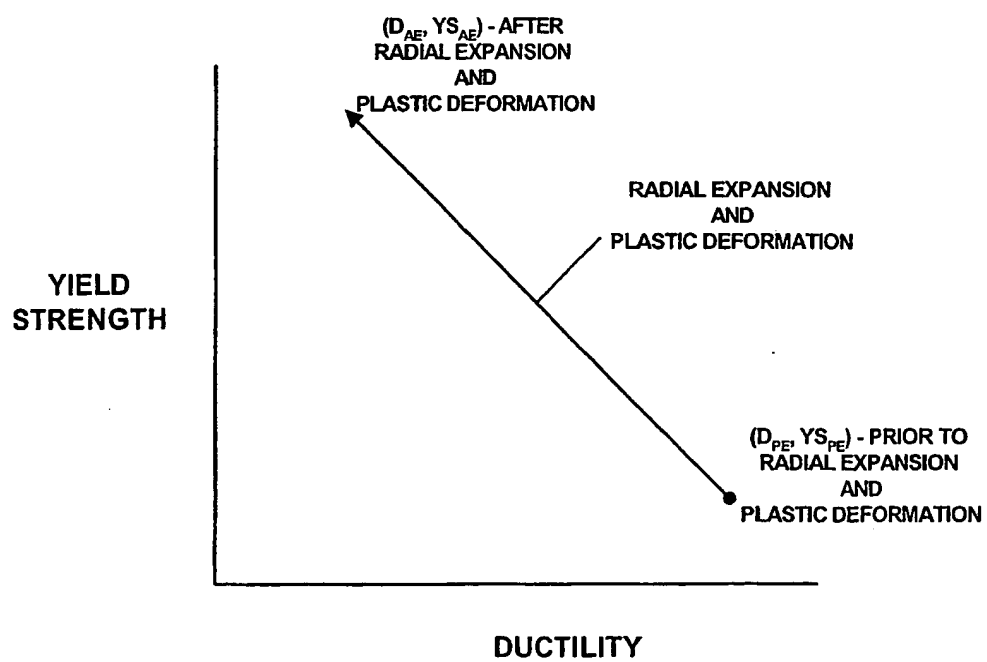 (D_AE, YS_AE) - AFTER
RADIAL EXPANSION
AND
PLASTIC DEFORMATION
RADIAL EXPANSION
AND
PLASTIC DEFORMATION
YIELD
STRENGTH
(D_PE, YS_PE) - PRIOR TO
RADIAL EXPANSION
AND
PLASTIC DEFORMATION
DUCTILITY